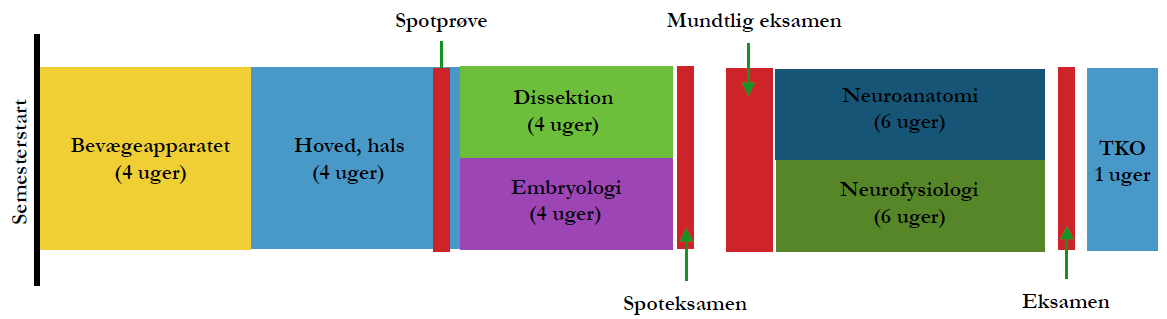 Spotprøve
Mundtlig eksamen
Semesterstart
Bevægeapparatet
(4 uger)
Hoved, hals
(4 uger)
Dissektion
(4 uger)
Embryologi
(4 uger)
Neuroanatomi
(6 uger)
Neurofysiologi
(6 uger)
TKO
1 uger
Spoteksamen
Eksamen